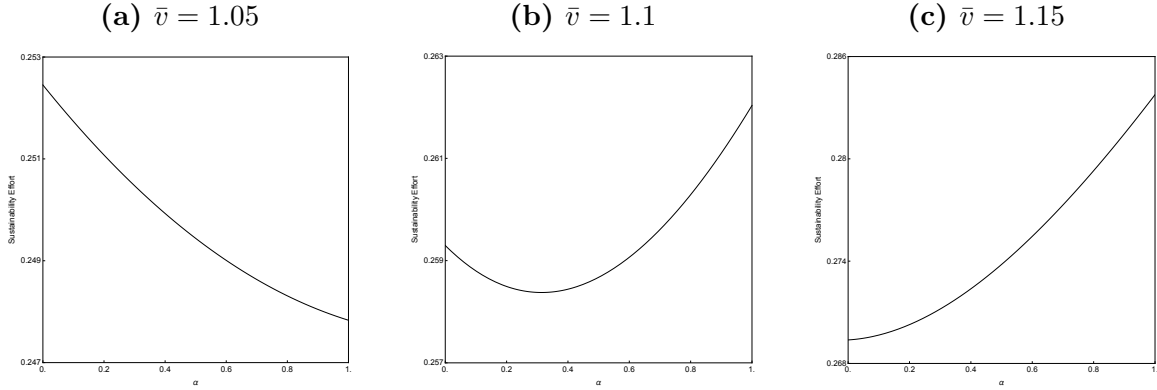 (a) v̄ = 1.05
0.253
0.251
0.249
0.247
Sustainability Effort
0. 0.2 0.4 0.6 0.8 1.
α
(b) v̄ = 1.1
0.263
0.261
0.259
0.257
Sustainability Effort
0. 0.2 0.4 0.6 0.8 1.
α
(c) v̄ = 1.15
0.286
0.28
0.274
0.268
Sustainability Effort
0. 0.2 0.4 0.6 0.8 1.
α